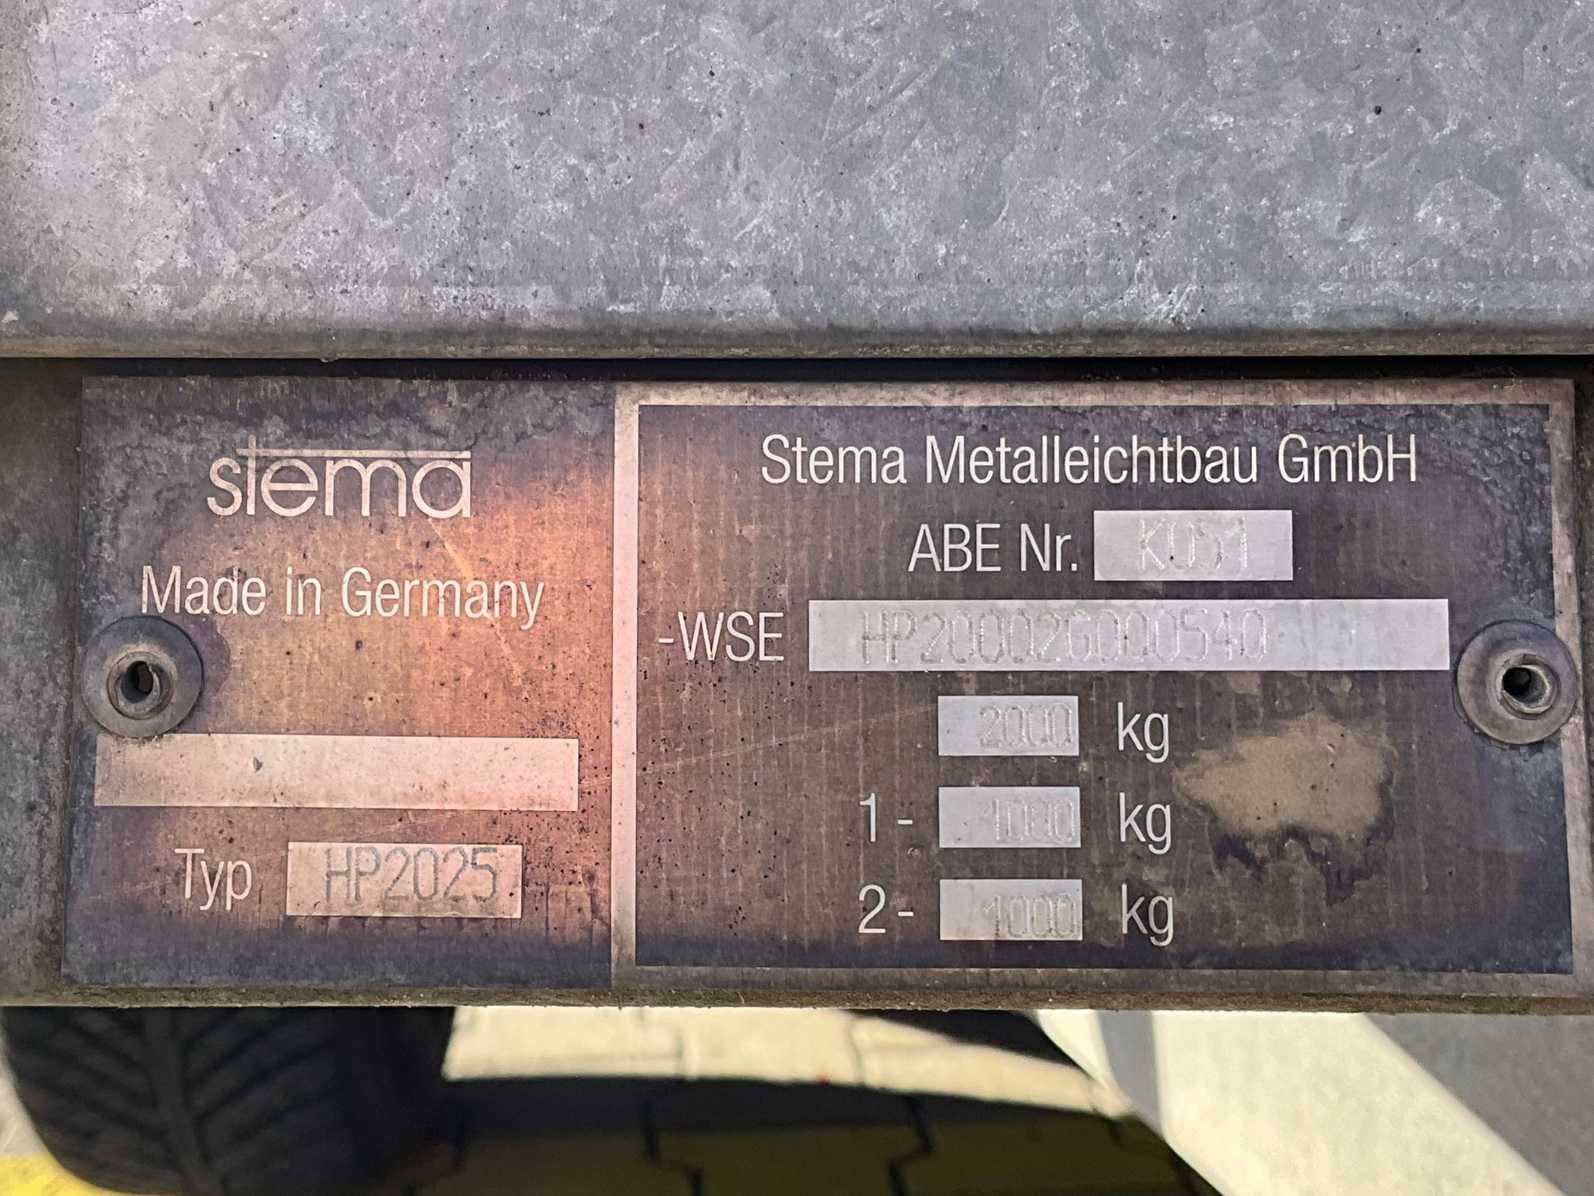 stema
Made in Germany
Typ HP2025
Stema Metalleichtbau GmbH
ABE Nr. K051
-WSE HP20002G000540
2000 kg
1- 1000 kg
2- 1000 kg